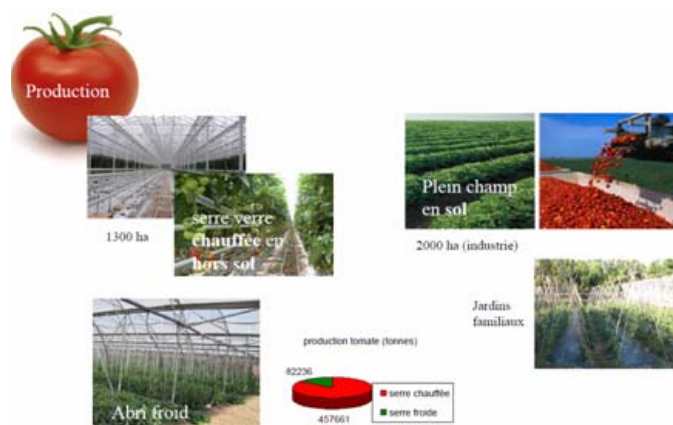 Production
1300 ha
serre verre
chauffée en
hors sol
Plein champ
en sol
2000 ha (industrie)
Jardins
familiaux
Abri froid
production tomate (tonnes)
82236
457661
serre chauffée
serre froide